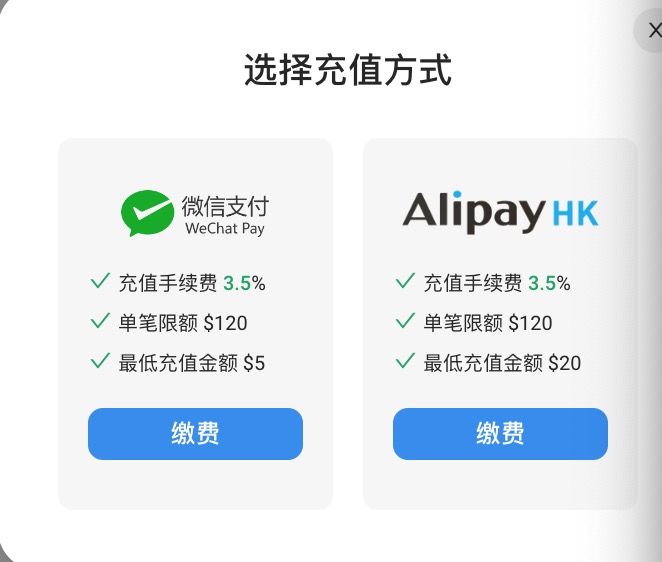 X
选择充值方式
微信支付
WeChat Pay
充值手续费 3.5%
单笔限额 $120
最低充值金额 $5
缴费
Alipay HK
充值手续费 3.5%
单笔限额 $120
最低充值金额 $20
缴费